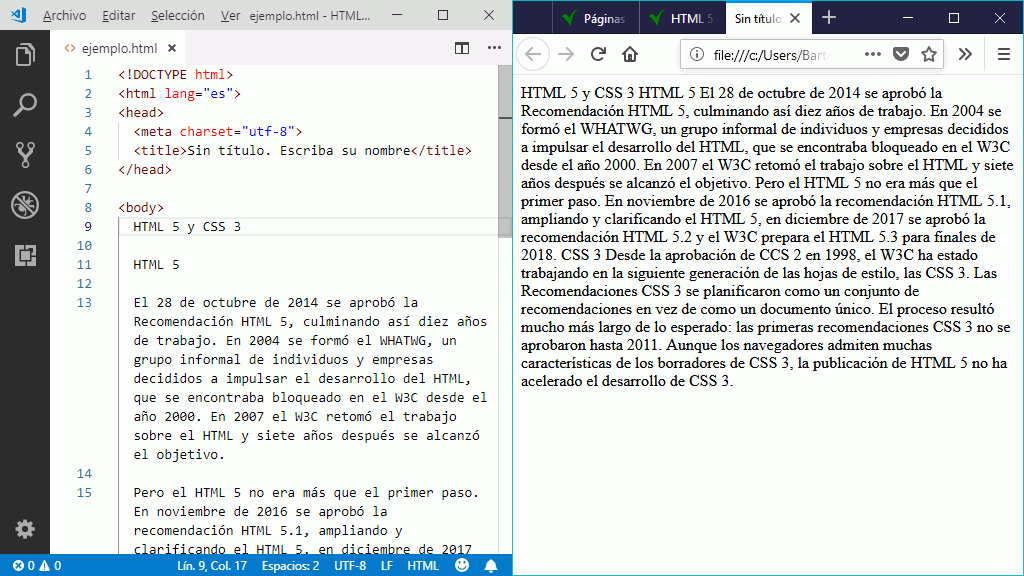 Archivo Editar Selección Ver ejemplo.html - HTML...
ejemplo.html
1 <!DOCTYPE html>
2 <html lang="es">
3 <head>
4 <meta charset="utf-8">
5 <title>Sin título. Escriba su nombre</title>
6 </head>
7
8 <body>
9 HTML 5 y CSS 3
10
11 HTML 5
12
13 El 28 de octubre de 2014 se aprobó la
Recomendación HTML 5, culminando así diez años
de trabajo. En 2004 se formó el WHATWG, un
grupo informal de individuos y empresas
decididos a impulsar el desarrollo del HTML,
que se encontraba bloqueado en el W3C desde el
año 2000. En 2007 el W3C retomó el trabajo
sobre el HTML y siete años después se alcanzó
el objetivo.
14
15 Pero el HTML 5 no era más que el primer paso.
En noviembre de 2016 se aprobó la
recomendación HTML 5.1, ampliando y
clarificando el HTML 5, en diciembre de 2017
0 0 Lín. 9, Col. 17 Espacios: 2 UTF-8 LF HTML
Páginas HTML 5 Sin título
file:///c:/Users/Bart
HTML 5 y CSS 3 HTML 5 El 28 de octubre de 2014 se aprobó la
Recomendación HTML 5, culminando así diez años de trabajo. En 2004 se
formó el WHATWG, un grupo informal de individuos y empresas decididos
a impulsar el desarrollo del HTML, que se encontraba bloqueado en el W3C
desde el año 2000. En 2007 el W3C retomó el trabajo sobre el HTML y siete
años después se alcanzó el objetivo. Pero el HTML 5 no era más que el
primer paso. En noviembre de 2016 se aprobó la recomendación HTML 5.1,
ampliando y clarificando el HTML 5, en diciembre de 2017 se aprobó la
recomendación HTML 5.2 y el W3C prepara el HTML 5.3 para finales de
2018. CSS 3 Desde la aprobación de CCS 2 en 1998, el W3C ha estado
trabajando en la siguiente generación de las hojas de estilo, las CSS 3. Las
Recomendaciones CSS 3 se planificaron como un conjunto de
recomendaciones en vez de como un documento único. El proceso resultó
mucho más largo de lo esperado: las primeras recomendaciones CSS 3 no se
aprobaron hasta 2011. Aunque los navegadores admiten muchas
características de los borradores de CSS 3, la publicación de HTML 5 no ha
acelerado el desarrollo de CSS 3.